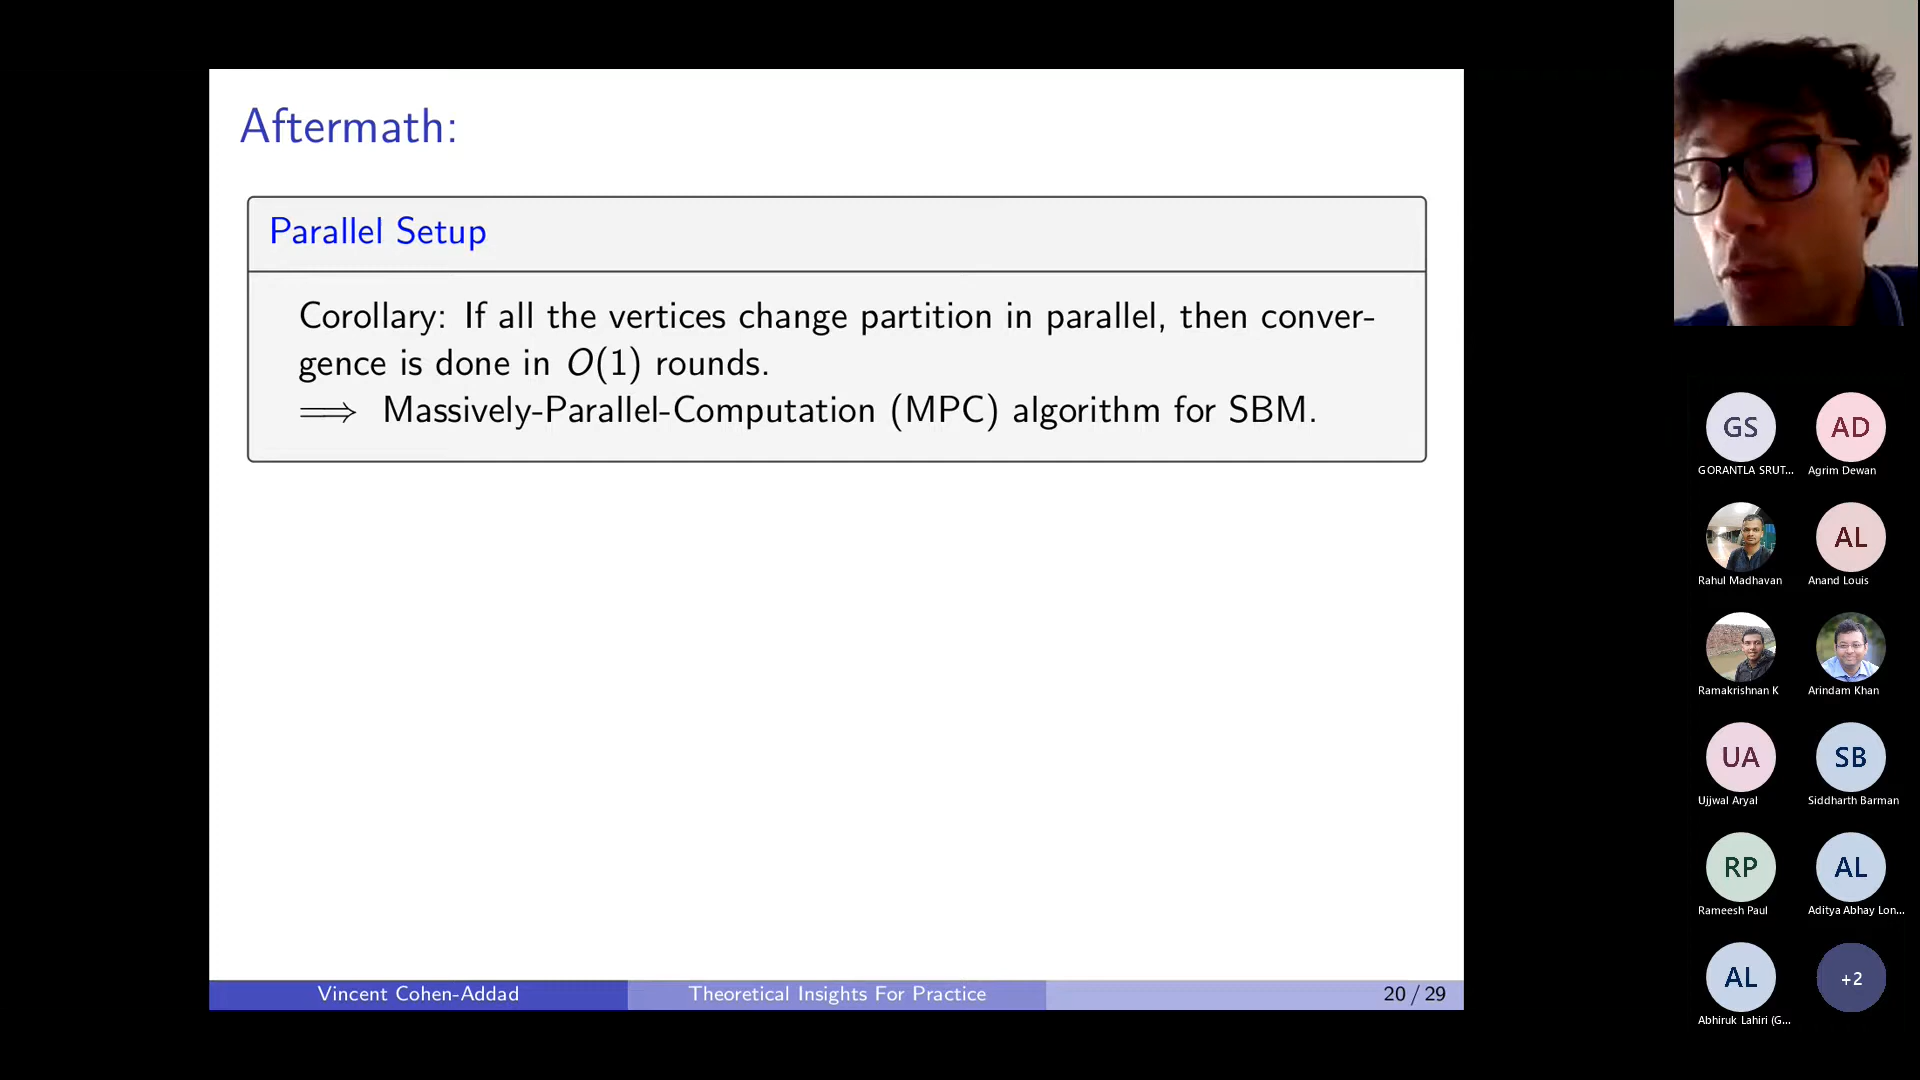 Aftermath:
Parallel Setup
Corollary: If all the vertices change partition in parallel, then conver-
gence is done in O(1) rounds.
⟹ Massively-Parallel-Computation (MPC) algorithm for SBM.
Vincent Cohen-Addad
Theoretical Insights For Practice
20 / 29
GS
GORANTLA SRUT...
AD
Agrim Dewan
Rahul Madhavan
AL
Anand Louis
Ramakrishnan K
Arindam Khan
UA
Ujjwal Aryal
SB
Siddharth Barman
RP
Rameesh Paul
AL
Aditya Abhay Lon...
AL
Abhiruk Lahiri (G...
+2